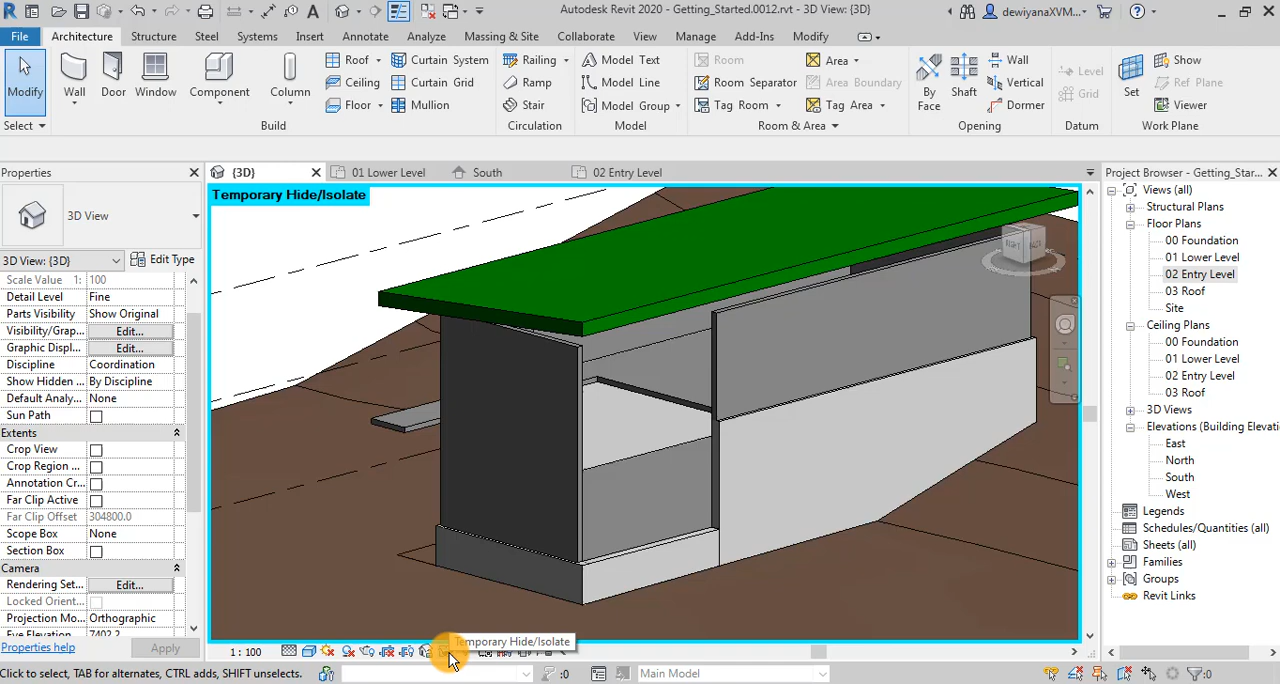 Autodesk Revit 2020 - Getting_Started.0012.rvt - 3D View: {3D}
dewiyanaXVM...
File Architecture Structure Steel Systems Insert Annotate Analyze Massing & Site Collaborate View Manage Add-Ins Modify
Modify Wall Door Window Component Column
Room Ceiling Floor
Curtain System Curtain Grid Mullion
Railing Ramp Stair
Model Text Model Line Model Group
Room Room Separator Tag Room
Area Area Boundary Tag Area
By Face Shaft Wall Vertical Dormer
Level Grid
Set Show Ref Plane Viewer
Select Build Circulation Model Room & Area Opening Datum Work Plane
Properties
{3D} 01 Lower Level South 02 Entry Level
Project Browser - Getting_Star...
3D View
3D View: {3D} Edit Type
Scale Value 1: 100
Detail Level Fine
Parts Visibility Show Original
Visibility/Grap... Edit...
Graphic Displ... Edit...
Discipline Coordination
Show Hidden ... By Discipline
Default Analy... None
Sun Path
Extents
Crop View
Crop Region ...
Annotation Cr...
Far Clip Active
Far Clip Offset 304800.0
Scope Box None
Section Box
Camera
Rendering Set... Edit...
Locked Orient...
Projection Mo... Orthographic
Eye Elevation 7402.2
Properties help Apply
Temporary Hide/Isolate
RIGHT BACK
Temporary Hide/Isolate
1 : 100
Views (all)
Structural Plans
Floor Plans
00 Foundation
01 Lower Level
02 Entry Level
03 Roof
Site
Ceiling Plans
00 Foundation
01 Lower Level
02 Entry Level
03 Roof
3D Views
Elevations (Building Elevati
East
North
South
West
Legends
Schedules/Quantities (all)
Sheets (all)
Families
Groups
Revit Links
Click to select, TAB for alternates, CTRL adds, SHIFT unselects.
:0
Main Model
:0